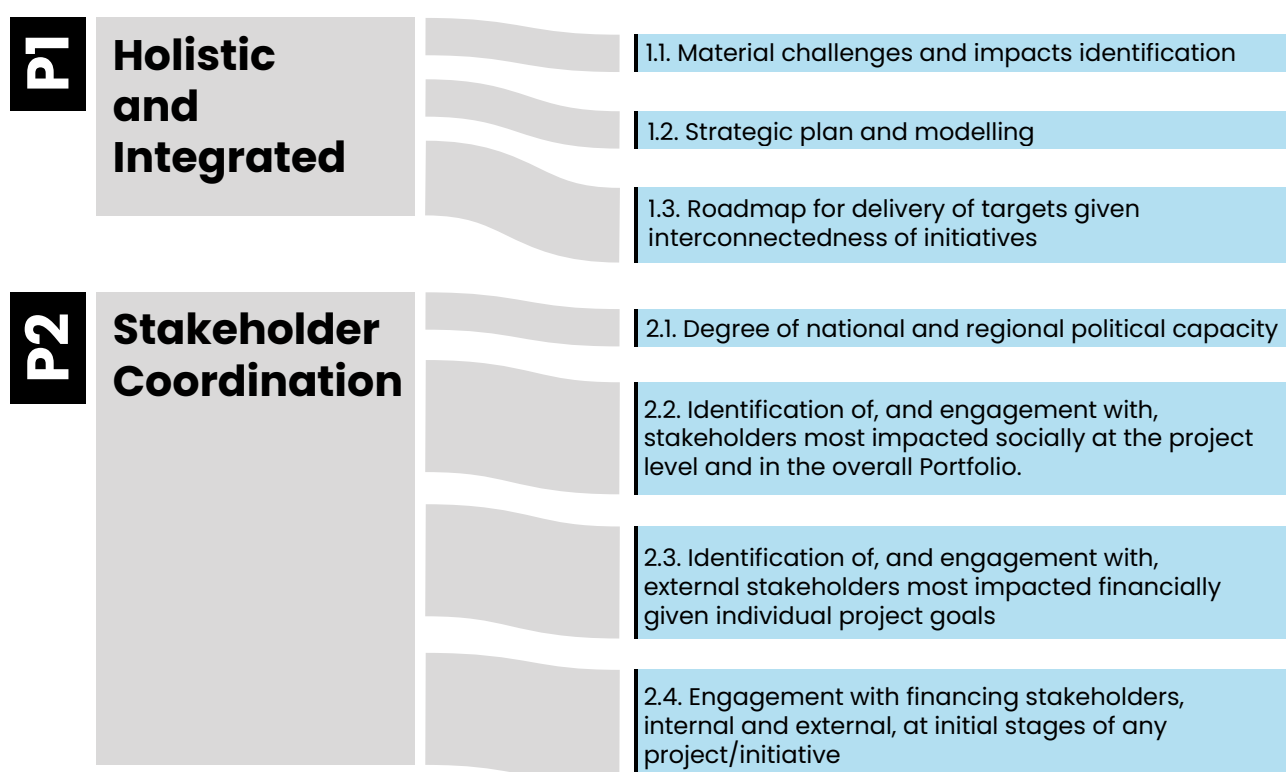 P1
Holistic
and
Integrated
1.1. Material challenges and impacts identification
1.2. Strategic plan and modelling
1.3. Roadmap for delivery of targets given
interconnectedness of initiatives
P2
Stakeholder
Coordination
2.1. Degree of national and regional political capacity
2.2. Identification of, and engagement with,
stakeholders most impacted socially at the project
level and in the overall Portfolio.
2.3. Identification of, and engagement with,
external stakeholders most impacted financially
given individual project goals
2.4. Engagement with financing stakeholders,
internal and external, at initial stages of any
project/initiative